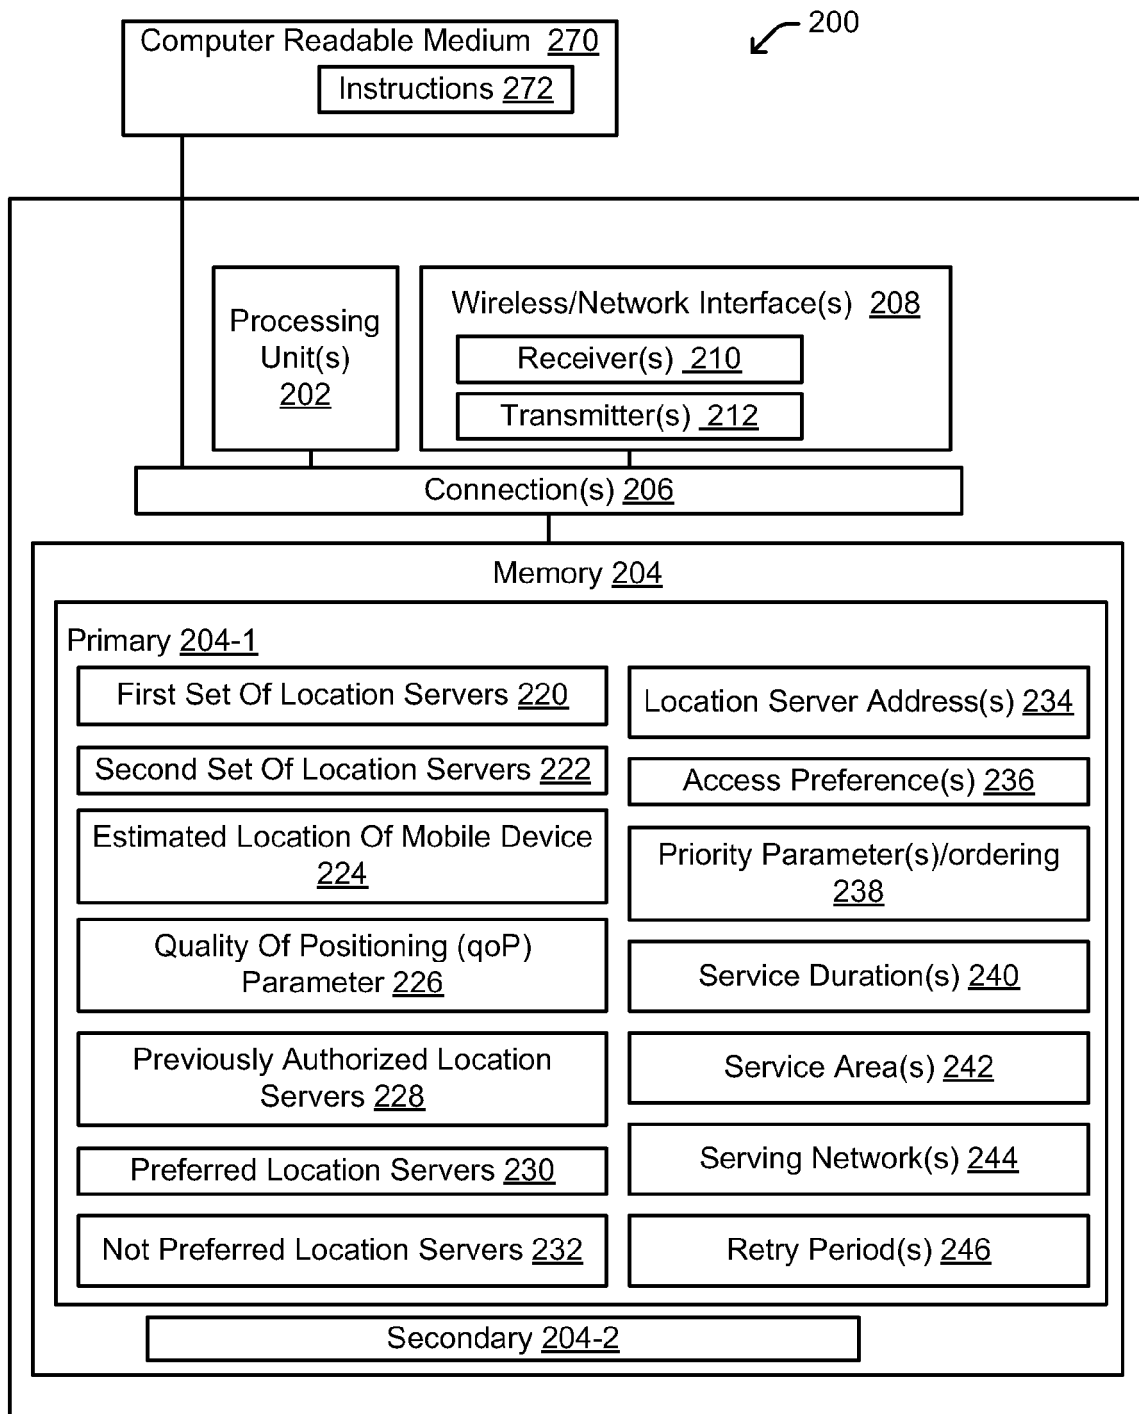 200
Computer Readable Medium 270
Instructions 272
Processing
Unit(s)
202
Wireless/Network Interface(s) 208
Receiver(s) 210
Transmitter(s) 212
Connection(s) 206
Memory 204
Primary 204-1
First Set Of Location Servers 220
Second Set Of Location Servers 222
Estimated Location Of Mobile Device
224
Quality Of Positioning (qoP)
Parameter 226
Previously Authorized Location
Servers 228
Preferred Location Servers 230
Not Preferred Location Servers 232
Location Server Address(s) 234
Access Preference(s) 236
Priority Parameter(s)/ordering
238
Service Duration(s) 240
Service Area(s) 242
Serving Network(s) 244
Retry Period(s) 246
Secondary 204-2